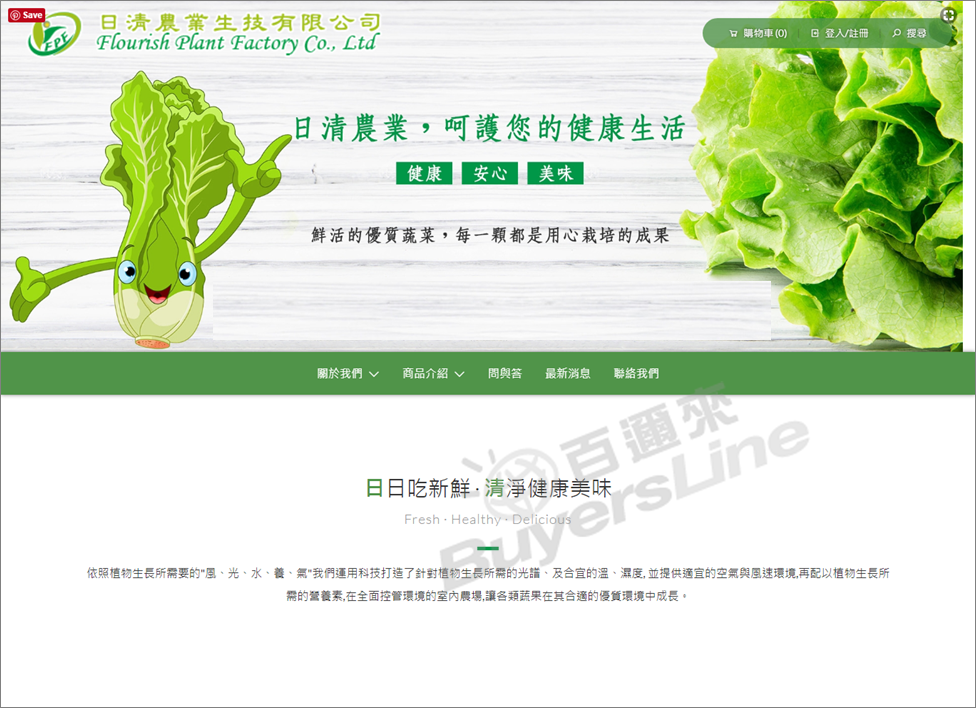 Save
FPF
日清農業生技有限公司
Flourish Plant Factory Co., Ltd
購物車(0)
登入/註冊
搜尋
日清農業，呵護您的健康生活
健康 安心 美味
鮮活的優質蔬菜，每一顆都是用心栽培的成果
關於我們 商品介紹 問與答 最新消息 聯絡我們
百通來
BuyersLine
日日吃新鮮·清淨健康美味
Fresh · Healthy · Delicious
依照植物生長所需要的"風、光、水、養、氣"我們運用科技打造了針對植物生長所需的光譜、及合宜的溫、濕度, 並提供適宜的空氣與風速環境,再配以植物生長所
需的營養素,在全面控管環境的室內農場,讓各類蔬果在其合適的優質環境中成長。